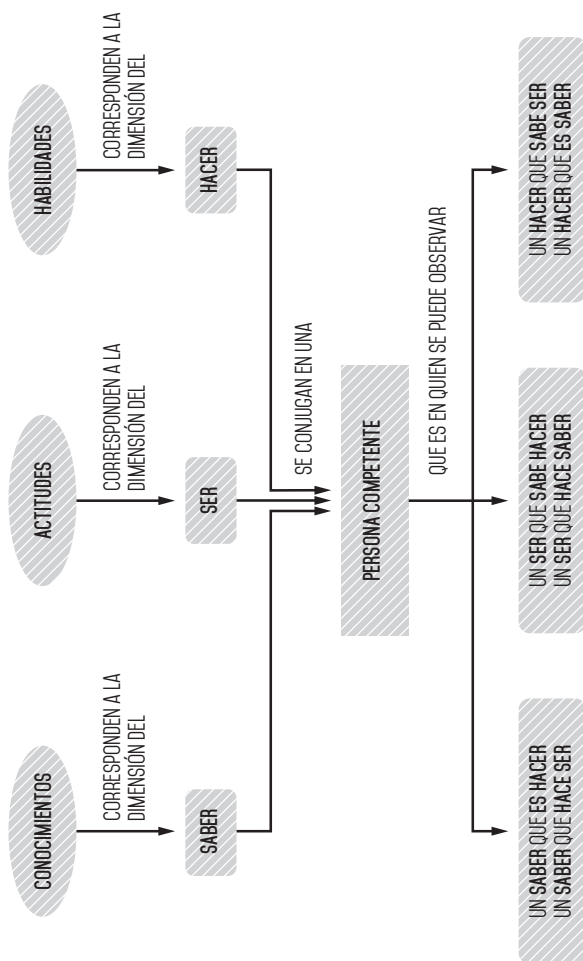 CONOCIMIENTOS
ACTITUDES
HABILIDADES
CORRESPONDEN A LA
DIMENSIÓN DEL
CORRESPONDEN A LA
DIMENSIÓN DEL
CORRESPONDEN A LA
DIMENSIÓN DEL
SABER
SER
HACER
SE CONJUGAN EN UNA
PERSONA COMPETENTE
QUE ES EN QUIEN SE PUEDE OBSERVAR
UN SABER QUE ES HACER
UN SABER QUE HACE SER
UN SER QUE SABE HACER
UN SER QUE HACE SABER
UN HACER QUE SABE SER
UN HACER QUE ES SABER